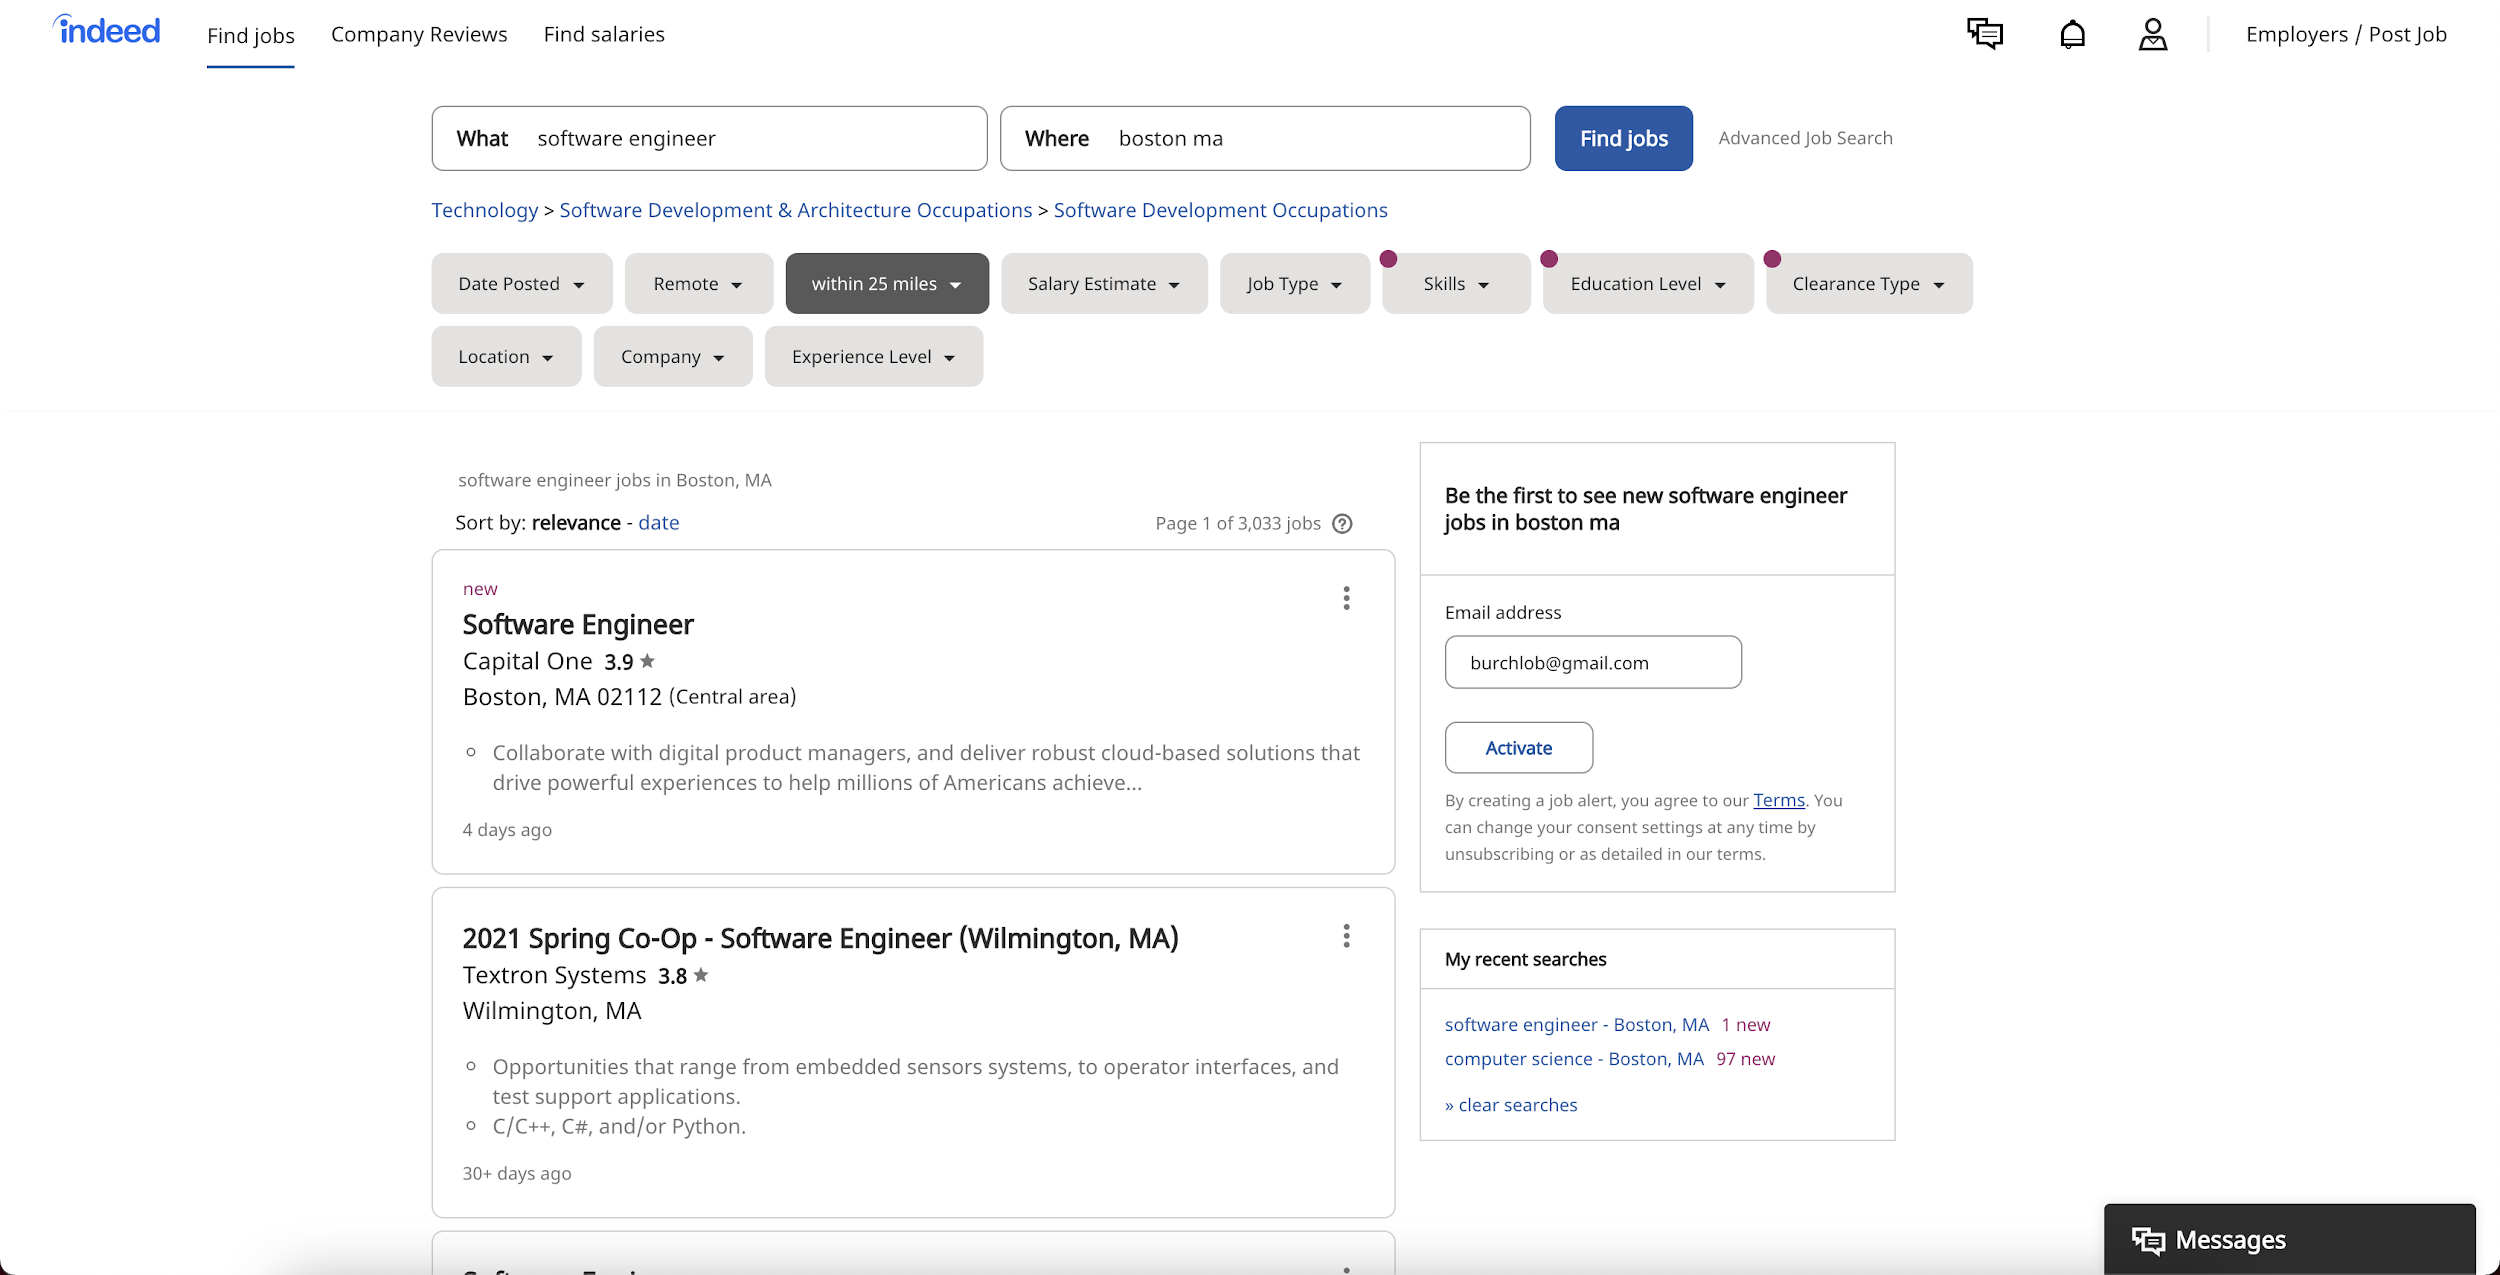 indeed
Find jobs
Company Reviews
Find salaries
Employers / Post Job
What software engineer
Where boston ma
Find jobs
Advanced Job Search
Technology > Software Development & Architecture Occupations > Software Development Occupations
Date Posted
Remote
within 25 miles
Salary Estimate
Job Type
Skills
Education Level
Clearance Type
Location
Company
Experience Level
software engineer jobs in Boston, MA
Sort by: relevance - date
Page 1 of 3,033 jobs
new
Software Engineer
Capital One 3.9
Boston, MA 02112 (Central area)
Collaborate with digital product managers, and deliver robust cloud-based solutions that
drive powerful experiences to help millions of Americans achieve...
4 days ago
2021 Spring Co-Op - Software Engineer (Wilmington, MA)
Textron Systems 3.8
Wilmington, MA
Opportunities that range from embedded sensors systems, to operator interfaces, and
test support applications.
C/C++, C#, and/or Python.
30+ days ago
Be the first to see new software engineer
jobs in boston ma
Email address
burchlob@gmail.com
Activate
By creating a job alert, you agree to our Terms. You
can change your consent settings at any time by
unsubscribing or as detailed in our terms.
My recent searches
software engineer - Boston, MA 1 new
computer science - Boston, MA 97 new
» clear searches
Messages